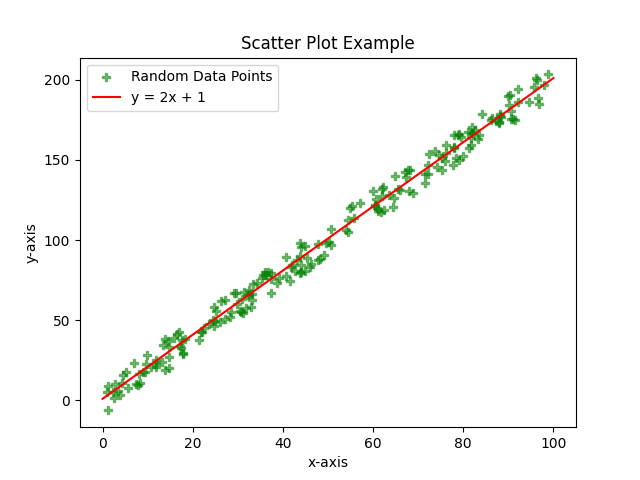 Scatter Plot Example
Random Data Points
y = 2x + 1
200
150
100
50
0
y-axis
0 20 40 60 80 100
x-axis